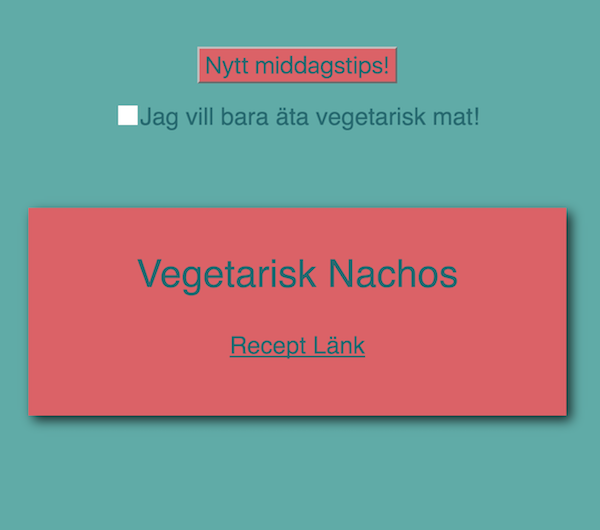 Nytt middagstips!
Jag vill bara äta vegetarisk mat!
Vegetarisk Nachos
Recept Länk